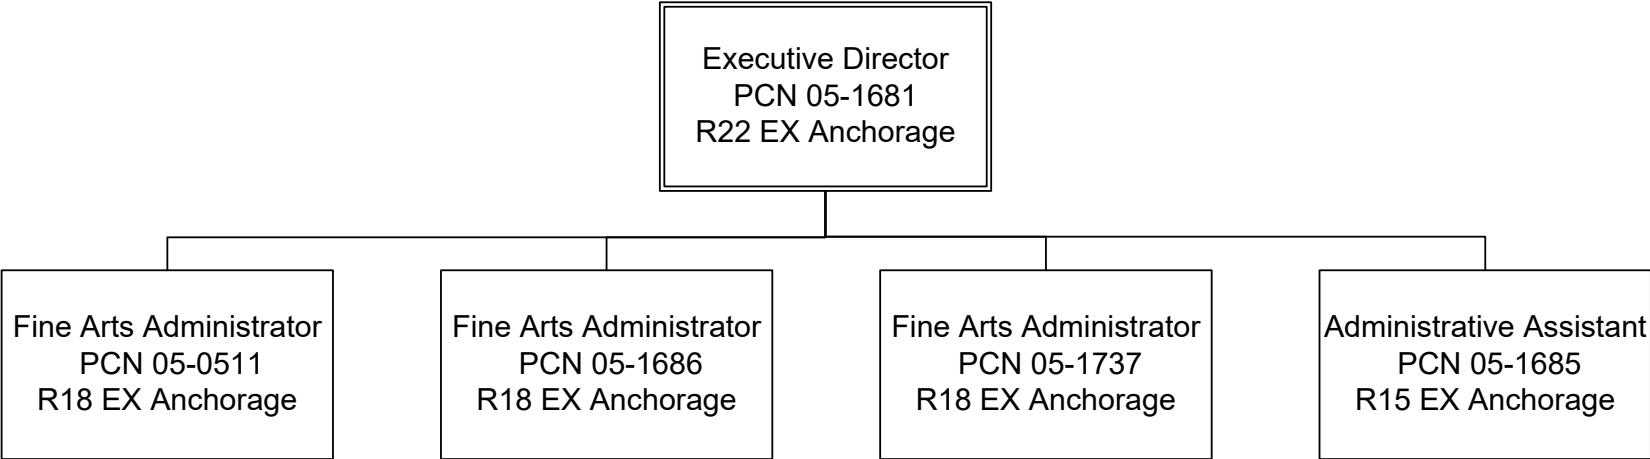 Executive Director
PCN 05-1681
R22 EX Anchorage
Fine Arts Administrator
PCN 05-0511
R18 EX Anchorage
Fine Arts Administrator
PCN 05-1686
R18 EX Anchorage
Fine Arts Administrator
PCN 05-1737
R18 EX Anchorage
Administrative Assistant
PCN 05-1685
R15 EX Anchorage